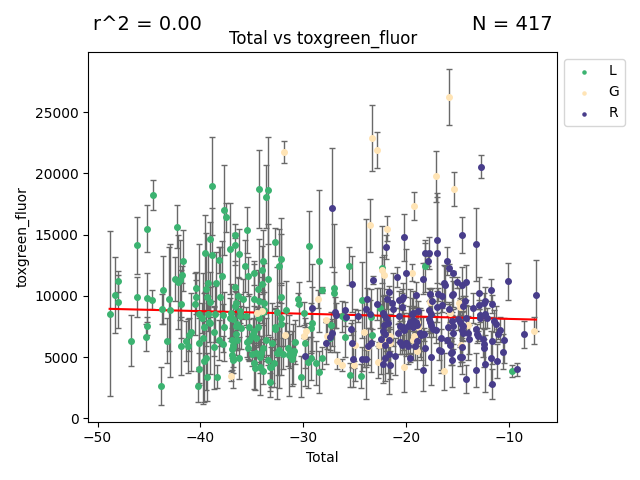 r^2 = 0.00
N = 417
Total vs toxgreen_fluor
L
G
R
25000
20000
15000
10000
5000
0
toxgreen_fluor
−50
−40
−30
−20
−10
Total